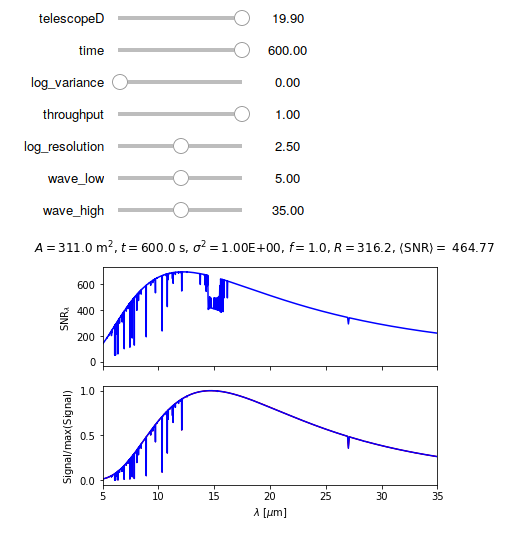 telescopeD 19.90
time 600.00
log_variance 0.00
throughput 1.00
log_resolution 2.50
wave_low 5.00
wave_high 35.00
A = 311.0 m², t = 600.0 s, σ² = 1.00E+00, f = 1.0, R = 316.2, ⟨SNR⟩ = 464.77
600
400
200
0
SNRλ
1.0
0.5
0.0
Signal/max(Signal)
5 10 15 20 25 30 35
λ [μm]